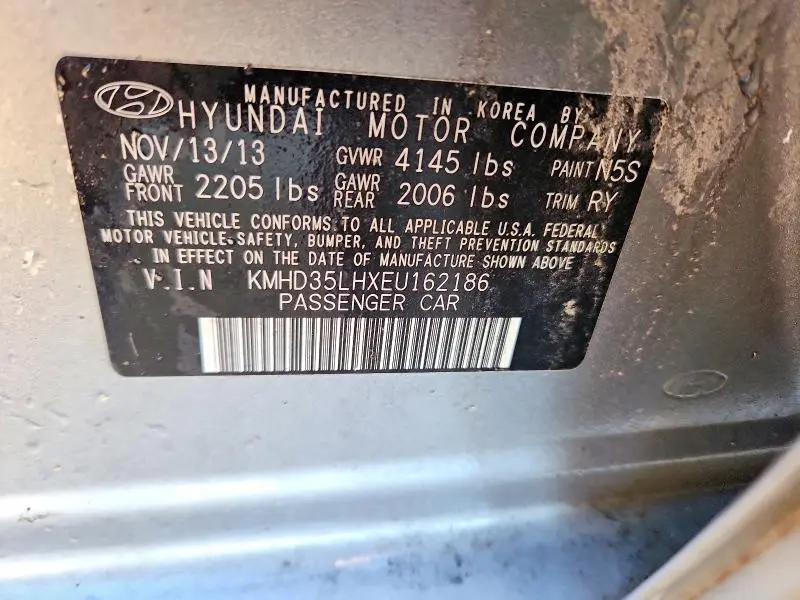 MANUFACTURED IN KOREA BY
HYUNDAI MOTOR COMPANY
NOV/13/13 GVWR 4145 lbs PAINT N5S
GAWR FRONT 2205 lbs GAWR REAR 2006 lbs TRIM RY
THIS VEHICLE CONFORMS TO ALL APPLICABLE U.S.A. FEDERAL
MOTOR VEHICLE SAFETY, BUMPER, AND THEFT PREVENTION STANDARDS
IN EFFECT ON THE DATE OF MANUFACTURE SHOWN ABOVE
V.I.N KMHD35LHXEU162186
PASSENGER CAR